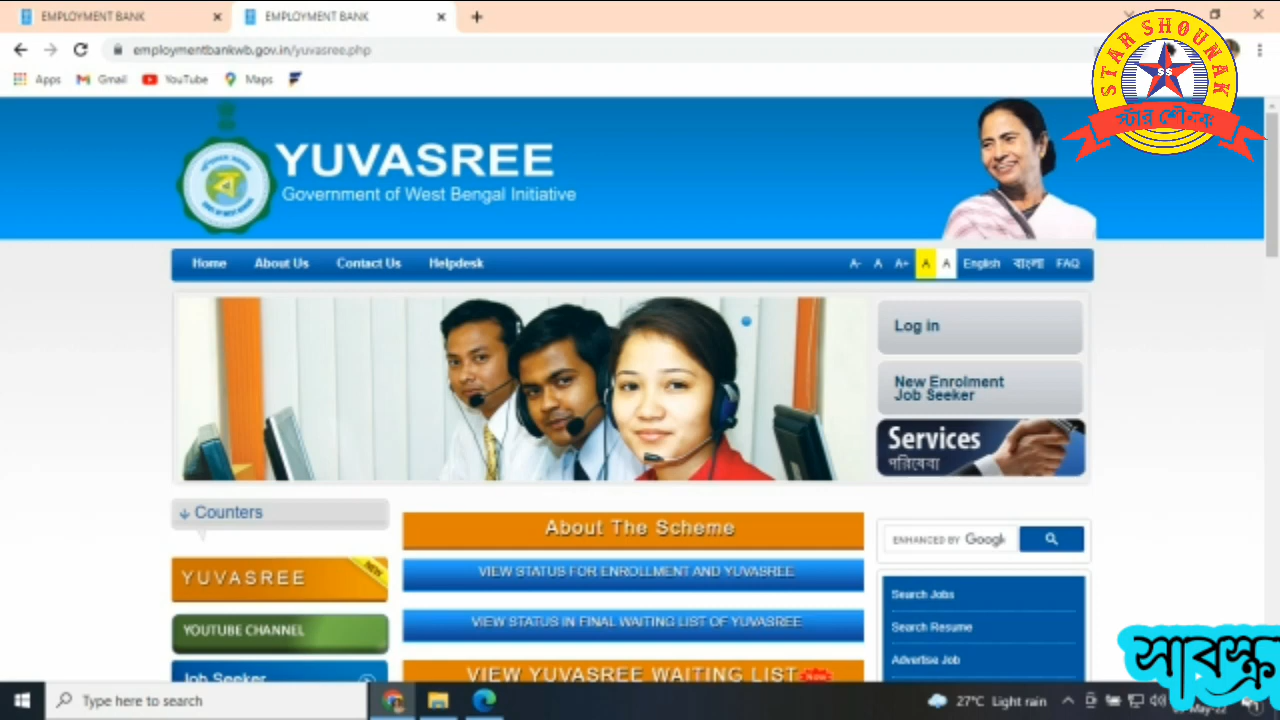 EMPLOYMENT BANK
EMPLOYMENT BANK
employmentbankwb.gov.in/yuvasree.php
Apps Gmail YouTube Maps
STAR SHOUNAK
SS
স্টার শৌনক
YUVASREE
Government of West Bengal Initiative
Home About Us Contact Us Helpdesk A- A A+ A A English বাংলা FAQ
Log in
New Enrolment
Job Seeker
Services
পরিষেবা
Counters
About The Scheme
ENHANCED BY Google
YUVASREE NEW
VIEW STATUS FOR ENROLLMENT AND YUVASREE
Search Jobs
YOUTUBE CHANNEL
VIEW STATUS IN FINAL WAITING LIST OF YUVASREE
Search Resume
Advertise Job
Job Seeker
VIEW YUVASREE WAITING LIST New
সাবস্ক্র
Type here to search
27°C Light rain